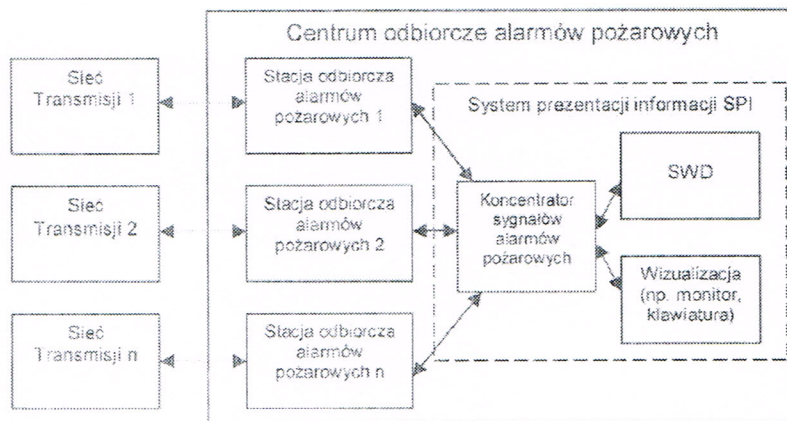 Centrum odbiorcze alarmów pożarowych
Sieć
Transmisji 1
Stacja odbiorcza
alarmów
pożarowych 1
System prezentacji informacji SPI
SWD
Sieć
Transmisji 2
Stacja odbiorcza
alarmów
pożarowych 2
Koncentrator
sygnałów
alarmów
pożarowych
Wizualizacja
(np. monitor,
klawiatura)
Sieć
Transmisji n
Stacja odbiorcza
alarmów
pożarowych n